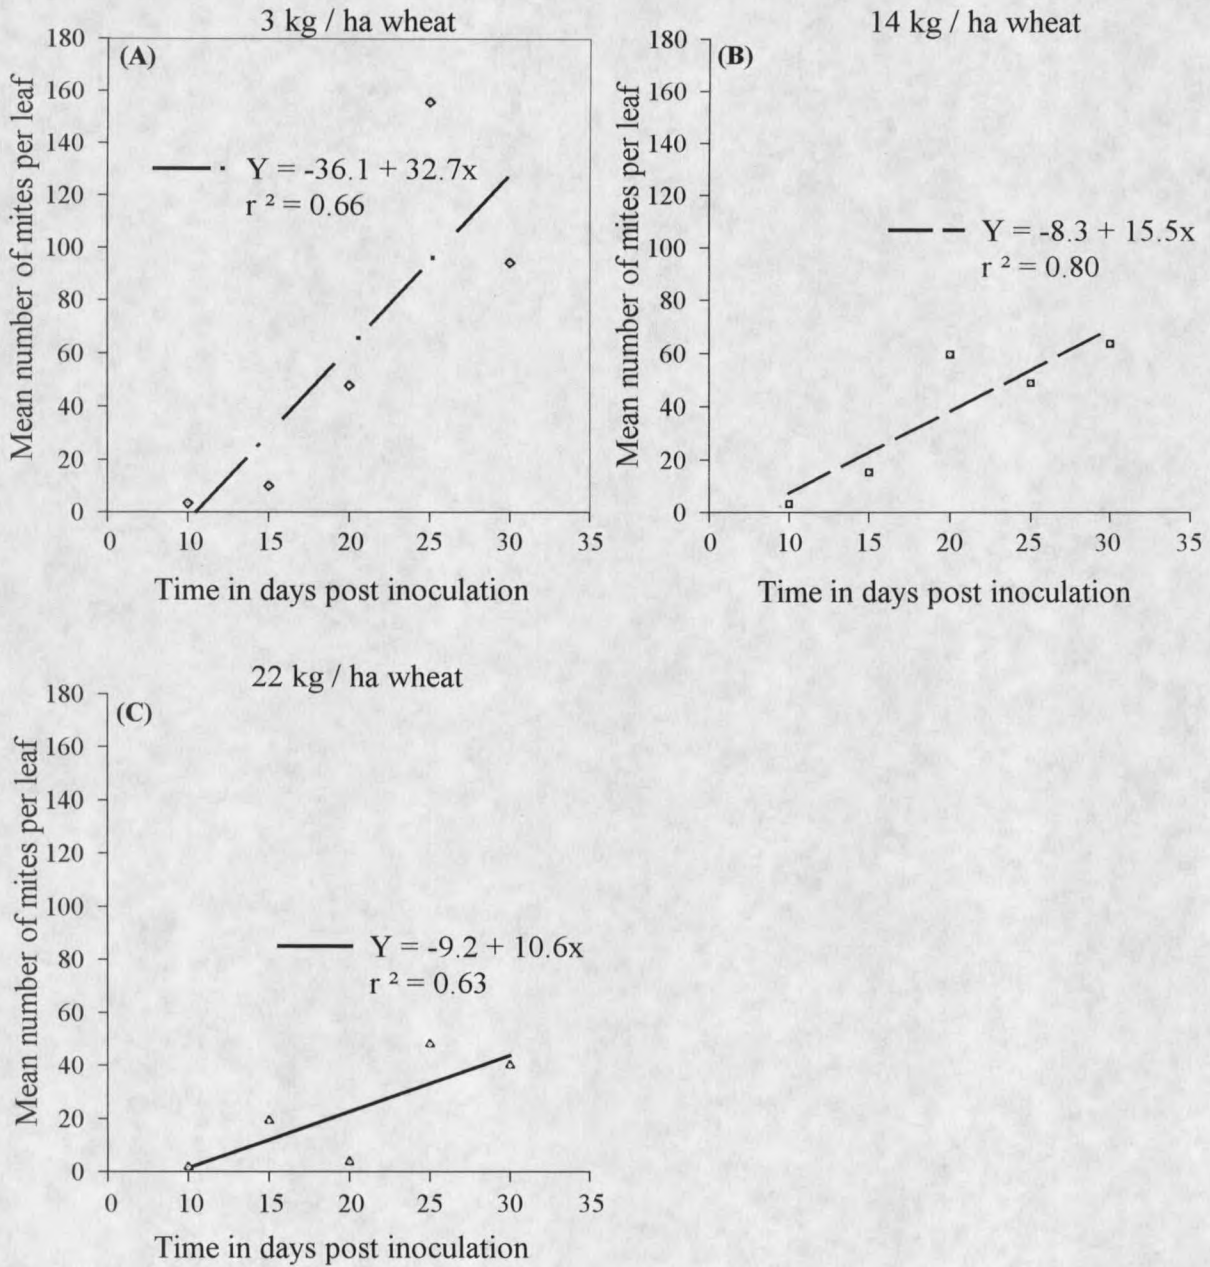 3 kg / ha wheat
(A)
180
160
140
120
100
80
60
40
20
0
Mean number of mites per leaf
Y = -36.1 + 32.7x
r ² = 0.66
0 10 15 20 25 30 35
Time in days post inoculation
14 kg / ha wheat
(B)
180
160
140
120
100
80
60
40
20
0
Mean number of mites per leaf
Y = -8.3 + 15.5x
r ² = 0.80
0 10 15 20 25 30 35
Time in days post inoculation
22 kg / ha wheat
(C)
180
160
140
120
100
80
60
40
20
0
Mean number of mites per leaf
Y = -9.2 + 10.6x
r ² = 0.63
0 10 15 20 25 30 35
Time in days post inoculation